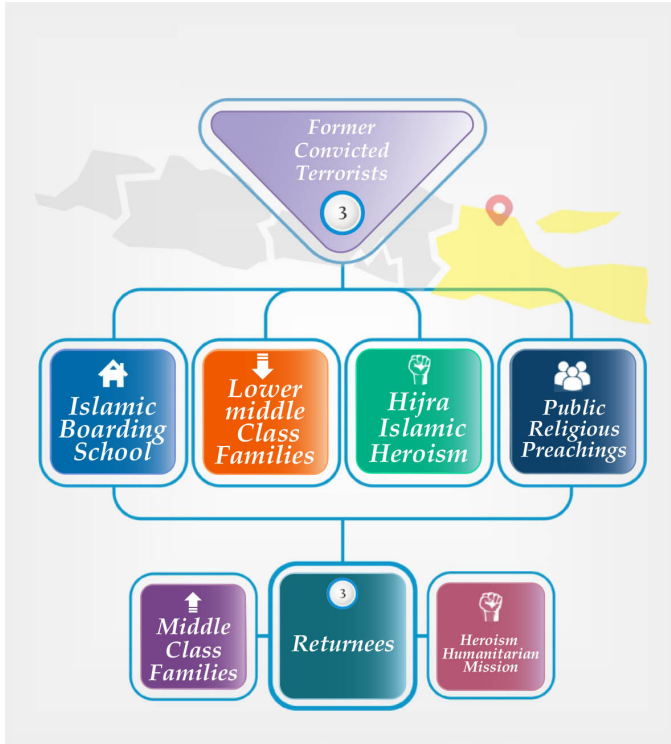 Former
Convicted
Terrorists
3
Islamic
Boarding
School
Lower
middle
Class
Families
Hijra
Islamic
Heroism
Public
Religious
Preachings
Middle
Class
Families
3
Returnees
Heroism
Humanitarian
Mission